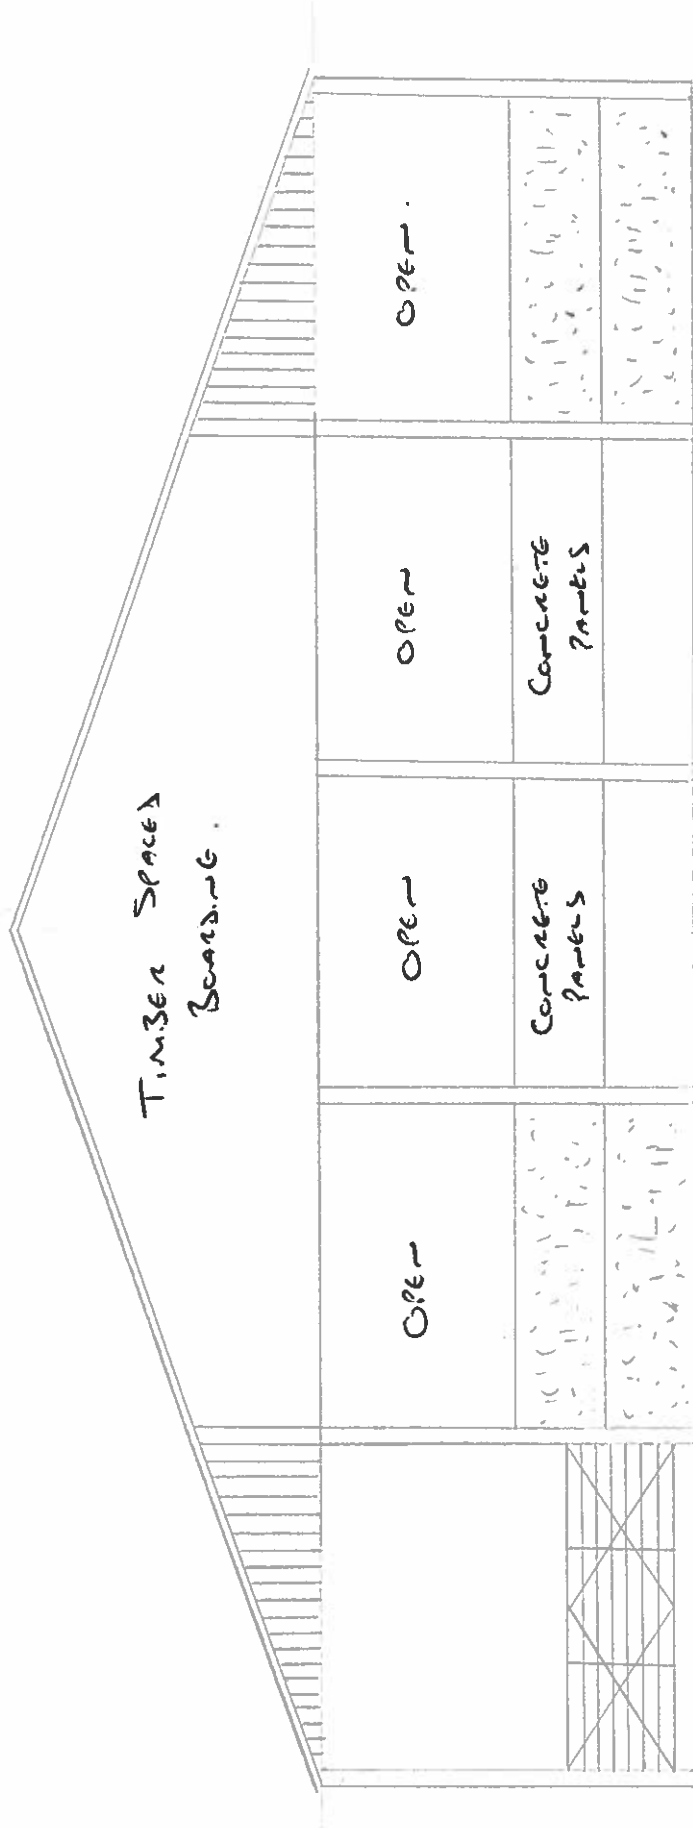 TIMBER SPACED
BOARDING.
OPEN
OPEN
OPEN
OPEN.
CONCRETE
PANELS
CONCRETE
PANELS